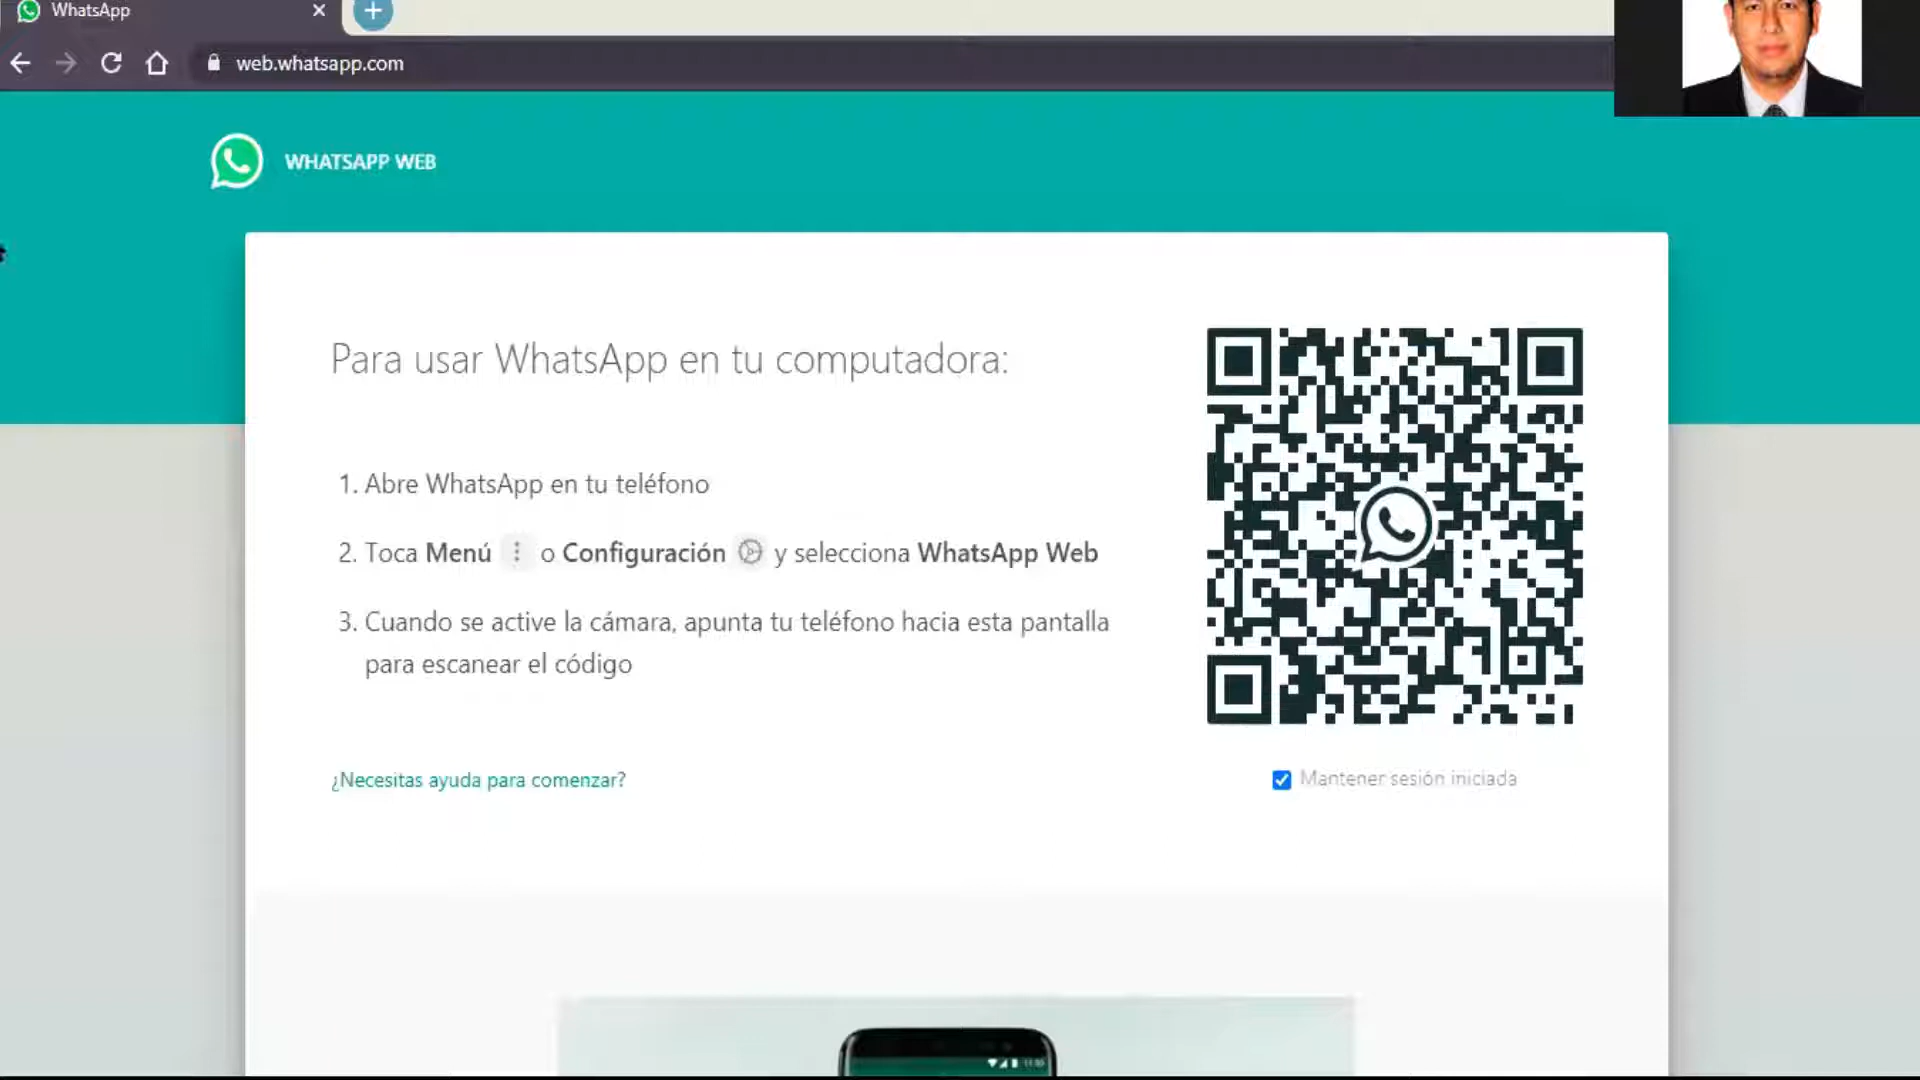 WhatsApp
web.whatsapp.com
WHATSAPP WEB
Para usar WhatsApp en tu computadora:
1. Abre WhatsApp en tu teléfono
2. Toca Menú o Configuración y selecciona WhatsApp Web
3. Cuando se active la cámara, apunta tu teléfono hacia esta pantalla
para escanear el código
¿Necesitas ayuda para comenzar?
Mantener sesión iniciada